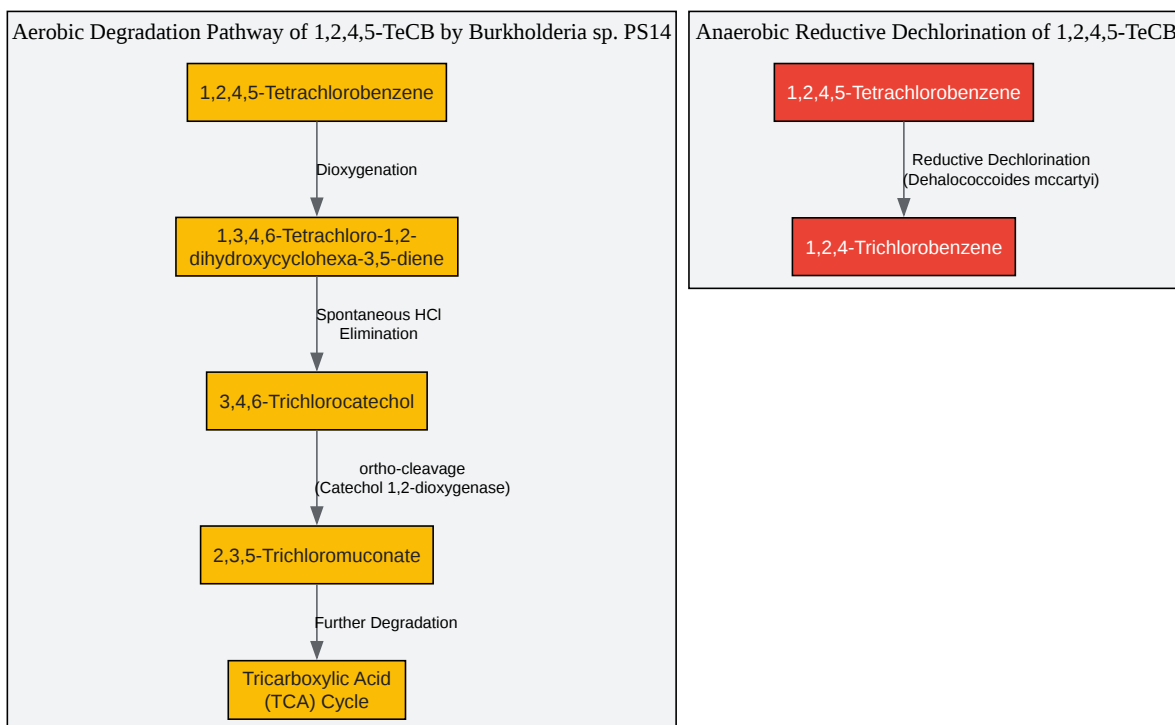 Aerobic Degradation Pathway of 1,2,4,5-TeCB by Burkholderia sp. PS14
1,2,4,5-Tetrachlorobenzene
Dioxygenation
1,3,4,6-Tetrachloro-1,2-
dihydroxycyclohexa-3,5-diene
Spontaneous HCl
Elimination
3,4,6-Trichlorocatechol
ortho-cleavage
(Catechol 1,2-dioxygenase)
2,3,5-Trichloromuconate
Further Degradation
Tricarboxylic Acid
(TCA) Cycle
Anaerobic Reductive Dechlorination of 1,2,4,5-TeCB
1,2,4,5-Tetrachlorobenzene
Reductive Dechlorination
(Dehalococcoides mccartyi)
1,2,4-Trichlorobenzene